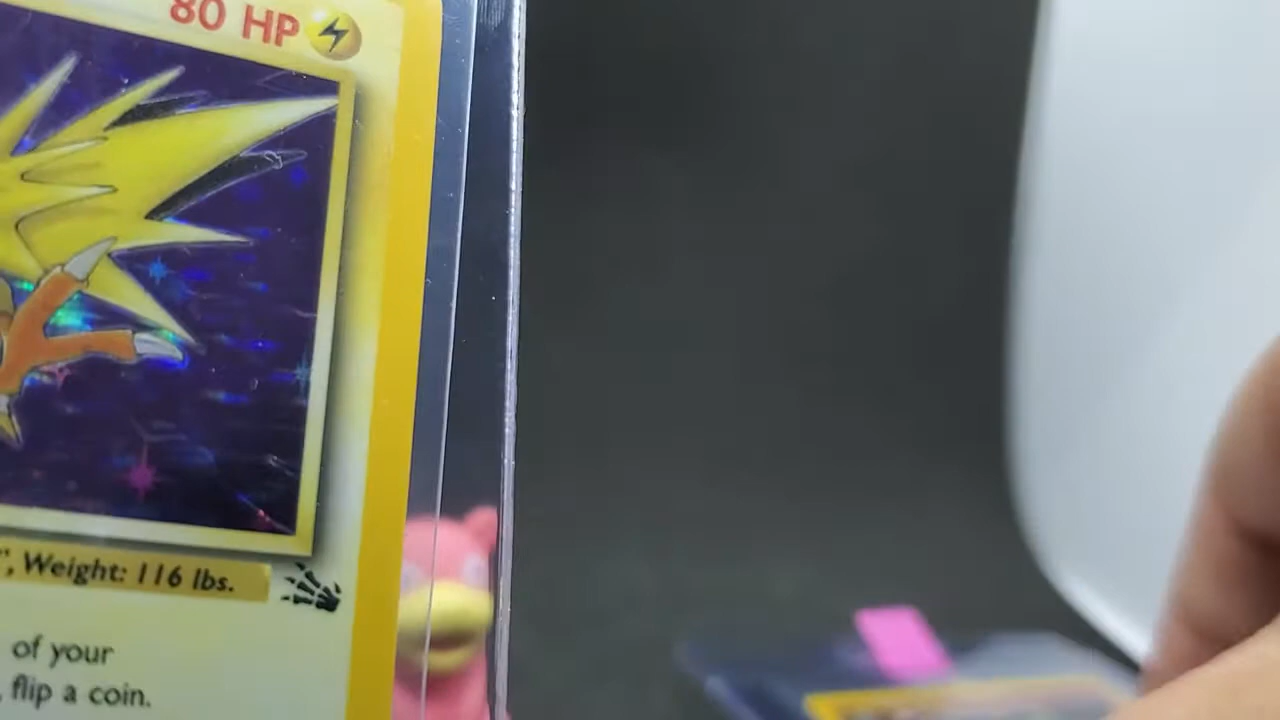 80 HP
", Weight: 116 lbs.
of your
, flip a coin.